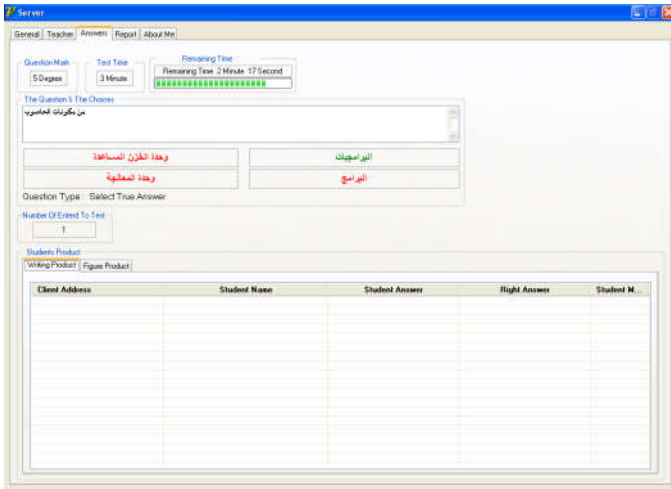 Server
General Teacher Answers Report About Me
Question Mark Test Time Remaining Time
5 Degree 3 Minute Remaining Time 2 Minute 17 Second
The Question & The Choices
من مكونات الحاسوب
وحدة الخزن المساعدة البرامجيات
وحدة المعالجة البرامج
Question Type Select True Answer
Number Of Enterd To Test
1
Students Product
Writing Product Figure Product
Client Address Student Name Student Answer Right Answer Student M...